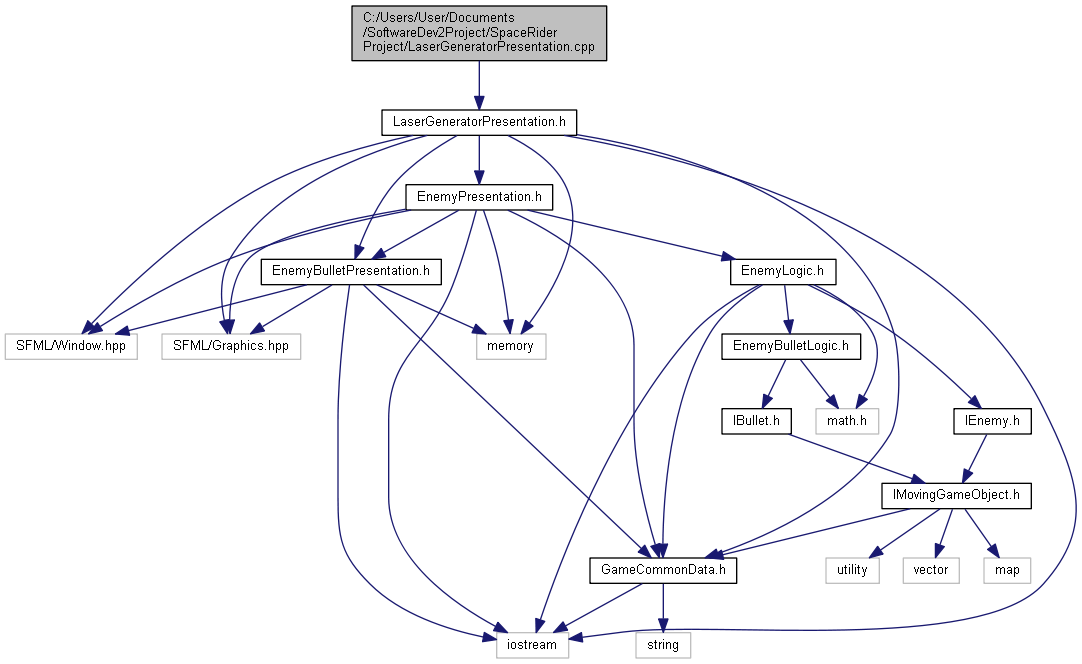 C:/Users/User/Documents
/SoftwareDev2Project/SpaceRider
Project/LaserGeneratorPresentation.cpp
LaserGeneratorPresentation.h
EnemyPresentation.h
EnemyBulletPresentation.h
EnemyLogic.h
SFML/Window.hpp
SFML/Graphics.hpp
memory
EnemyBulletLogic.h
IBullet.h
math.h
IEnemy.h
IMovingGameObject.h
GameCommonData.h
utility
vector
map
iostream
string